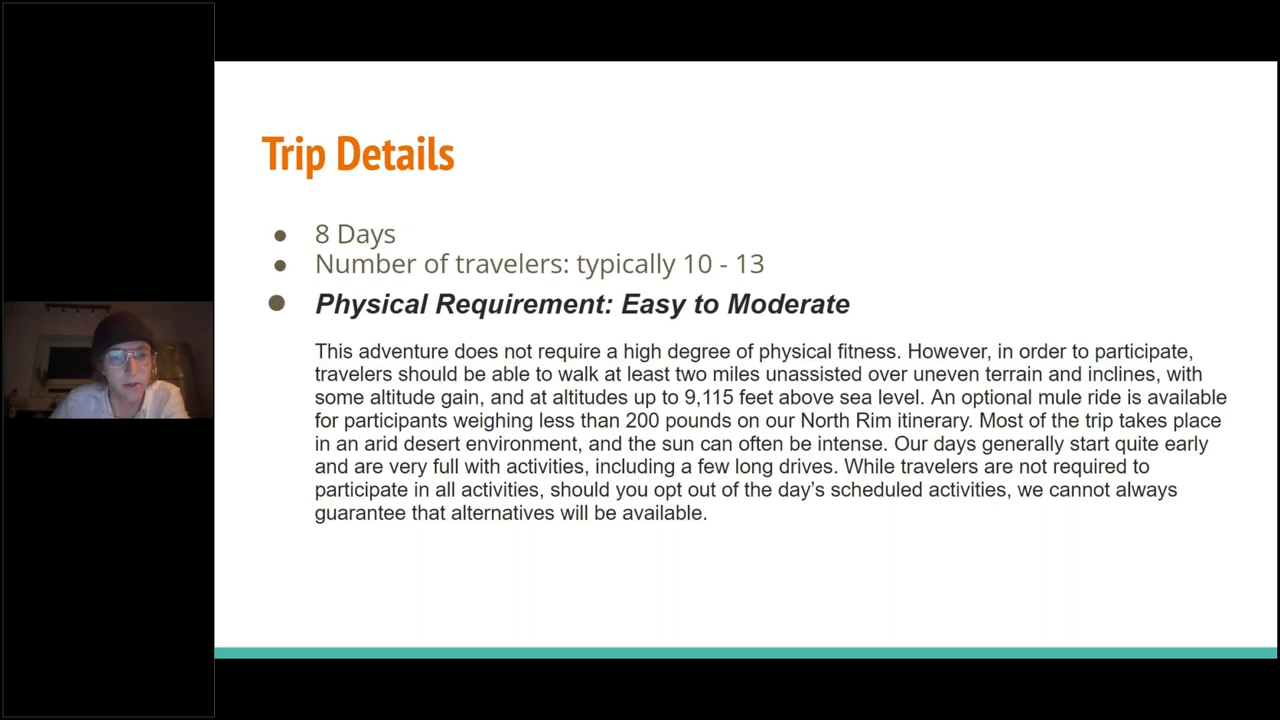 Trip Details
● 8 Days
● Number of travelers: typically 10 - 13
● Physical Requirement: Easy to Moderate
This adventure does not require a high degree of physical fitness. However, in order to participate,
travelers should be able to walk at least two miles unassisted over uneven terrain and inclines, with
some altitude gain, and at altitudes up to 9,115 feet above sea level. An optional mule ride is available
for participants weighing less than 200 pounds on our North Rim itinerary. Most of the trip takes place
in an arid desert environment, and the sun can often be intense. Our days generally start quite early
and are very full with activities, including a few long drives. While travelers are not required to
participate in all activities, should you opt out of the day’s scheduled activities, we cannot always
guarantee that alternatives will be available.